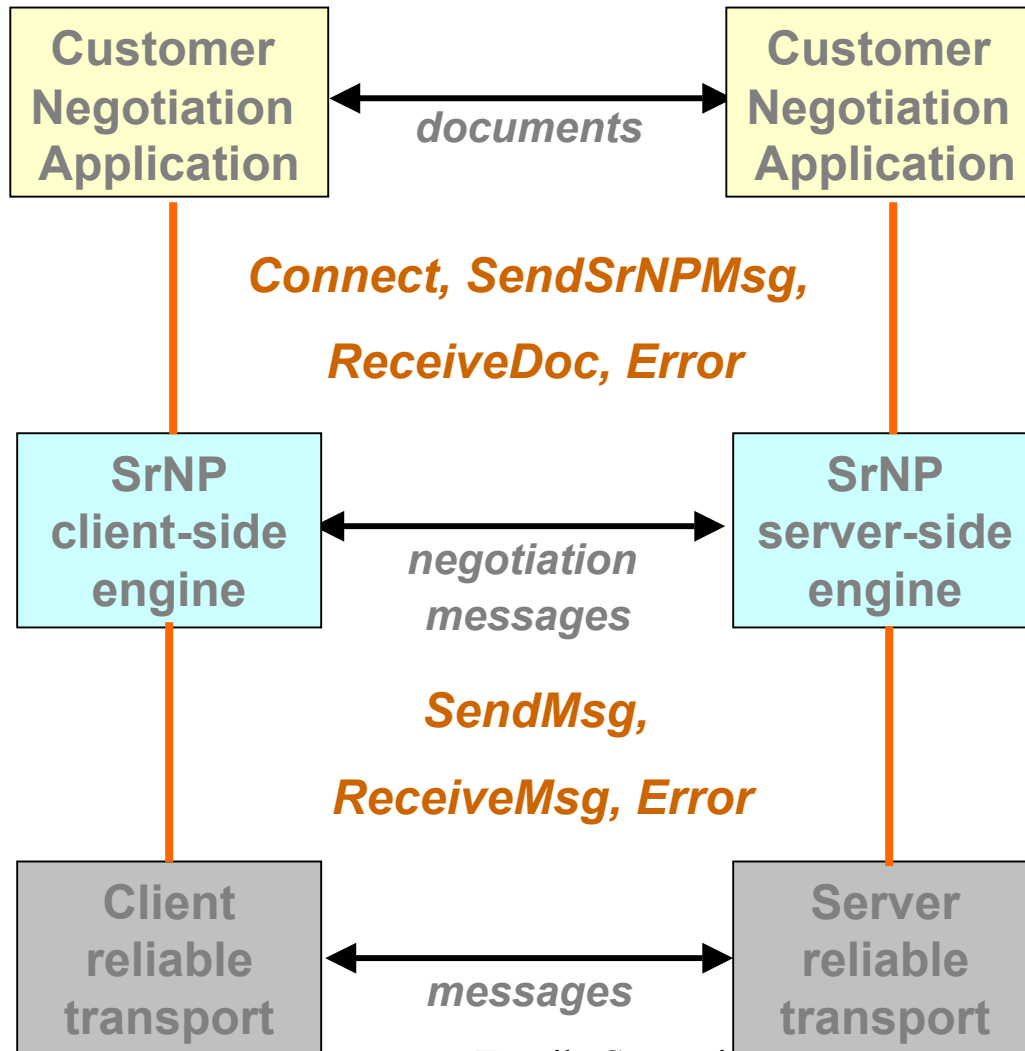 Customer
Negotiation
Application
documents
Customer
Negotiation
Application
Connect, SendSrNPMsg,
ReceiveDoc, Error
SrNP
client-side
engine
negotiation
messages
SrNP
server-side
engine
SendMsg,
ReceiveMsg, Error
Client
reliable
transport
messages
Server
reliable
transport